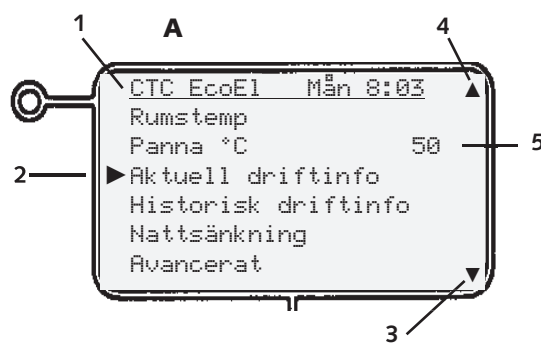 1 A 4
CTC EcoEl Mån 8:03 ▲
Rumstemp
Panna °C 50 5
2 ▶Aktuell driftinfo
Historisk driftinfo
Nattsänkning
Avancerat ▼
3